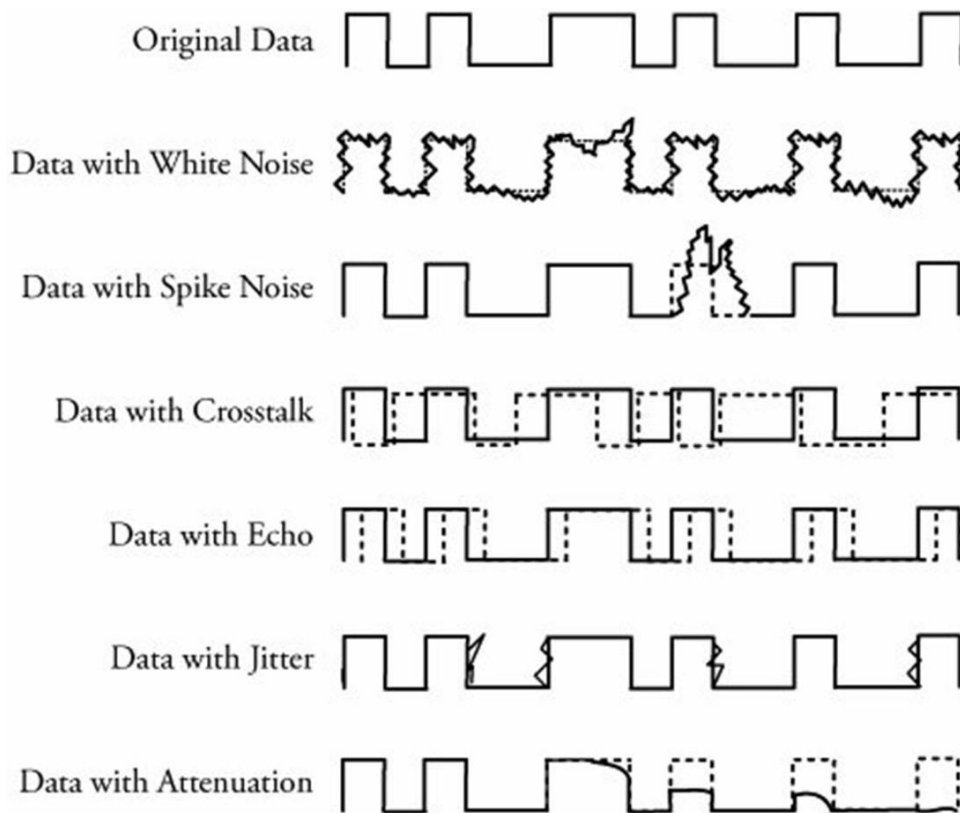 Original Data
Data with White Noise
Data with Spike Noise
Data with Crosstalk
Data with Echo
Data with Jitter
Data with Attenuation